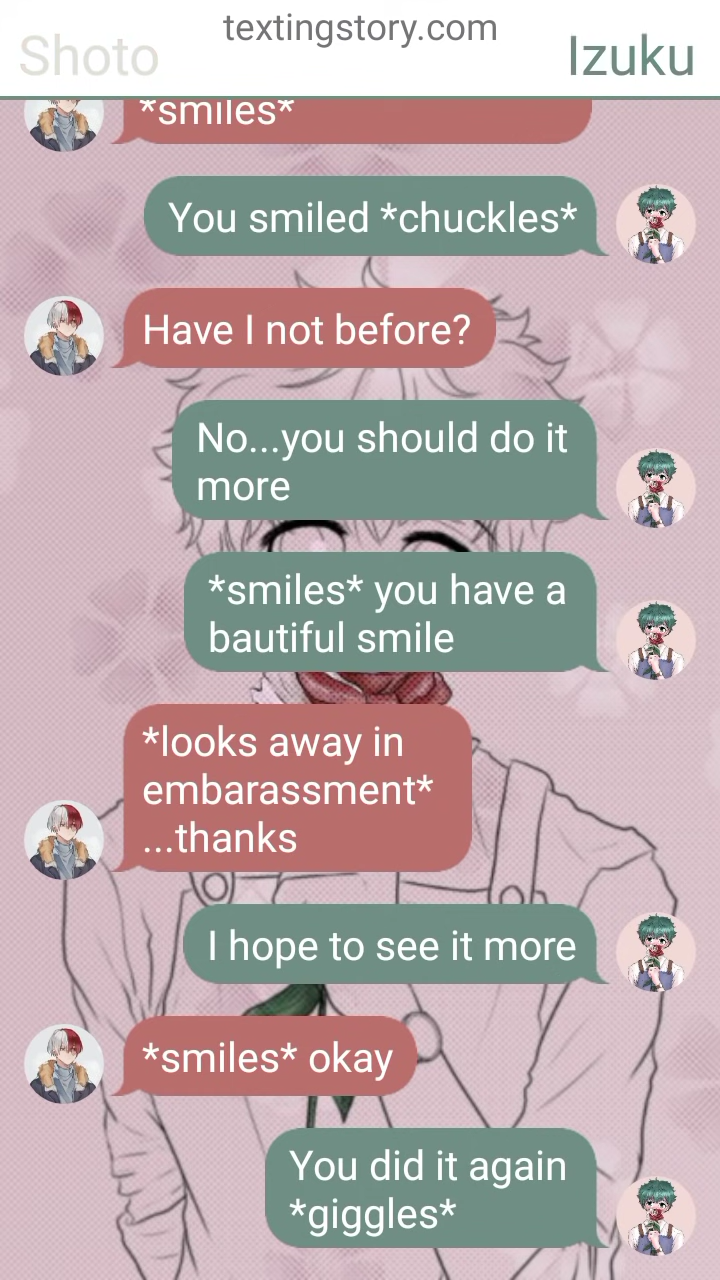 textingstory.com
Shoto
Izuku
*smiles*
You smiled *chuckles*
Have I not before?
No...you should do it
more
*smiles* you have a
bautiful smile
*looks away in
embarassment*
...thanks
I hope to see it more
*smiles* okay
You did it again
*giggles*